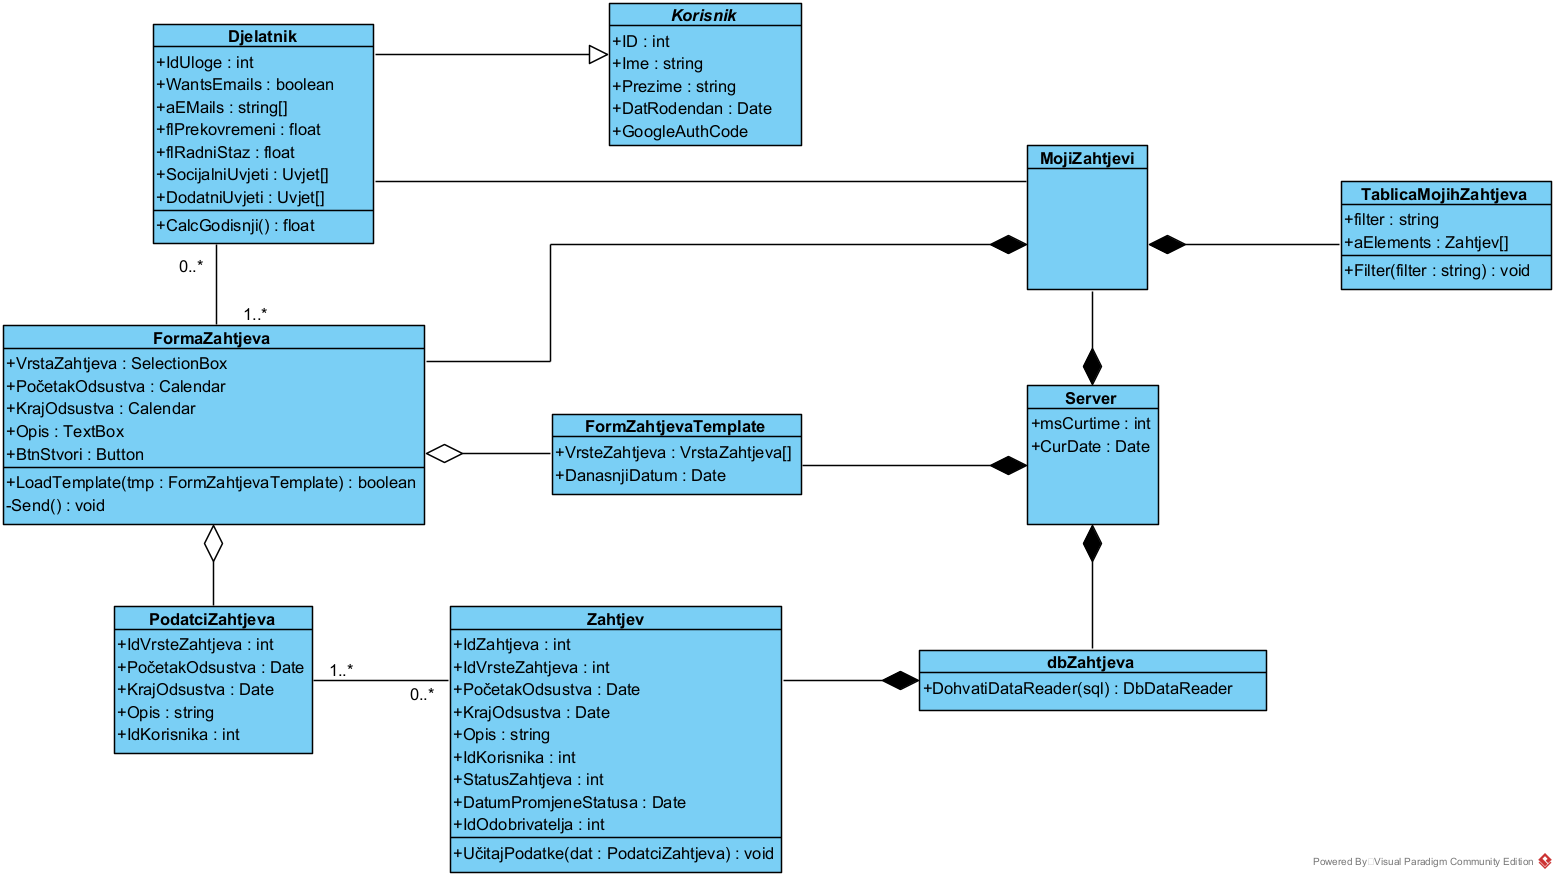 Djelatnik
+IdUloge : int
+WantsEmails : boolean
+aEMails : string[]
+flPrekovremeni : float
+flRadniStaz : float
+SocijalniUvjeti : Uvjet[]
+DodatniUvjeti : Uvjet[]
+CalcGodisnji() : float
Korisnik
+ID : int
+Ime : string
+Prezime : string
+DatRodendan : Date
+GoogleAuthCode
MojiZahtjevi
TablicaMojihZahtjeva
+filter : string
+aElements : Zahtjev[]
+Filter(filter : string) : void
0..*
1..*
FormaZahtjeva
+VrstaZahtjeva : SelectionBox
+PočetakOdsustva : Calendar
+KrajOdsustva : Calendar
+Opis : TextBox
+BtnStvori : Button
+LoadTemplate(tmp : FormZahtjevaTemplate) : boolean
-Send() : void
FormZahtjevaTemplate
+VrsteZahtjeva : VrstaZahtjeva[]
+DanasnjiDatum : Date
Server
+msCurtime : int
+CurDate : Date
PodatciZahtjeva
+IdVrsteZahtjeva : int
+PočetakOdsustva : Date
+KrajOdsustva : Date
+Opis : string
+IdKorisnika : int
1..*
0..*
Zahtjev
+IdZahtjeva : int
+IdVrsteZahtjeva : int
+PočetakOdsustva : Date
+KrajOdsustva : Date
+Opis : string
+IdKorisnika : int
+StatusZahtjeva : int
+DatumPromjeneStatusa : Date
+IdOdobrivatelja : int
+UčitajPodatke(dat : PodatciZahtjeva) : void
dbZahtjeva
+DohvatiDataReader(sql) : DbDataReader
Powered By Visual Paradigm Community Edition